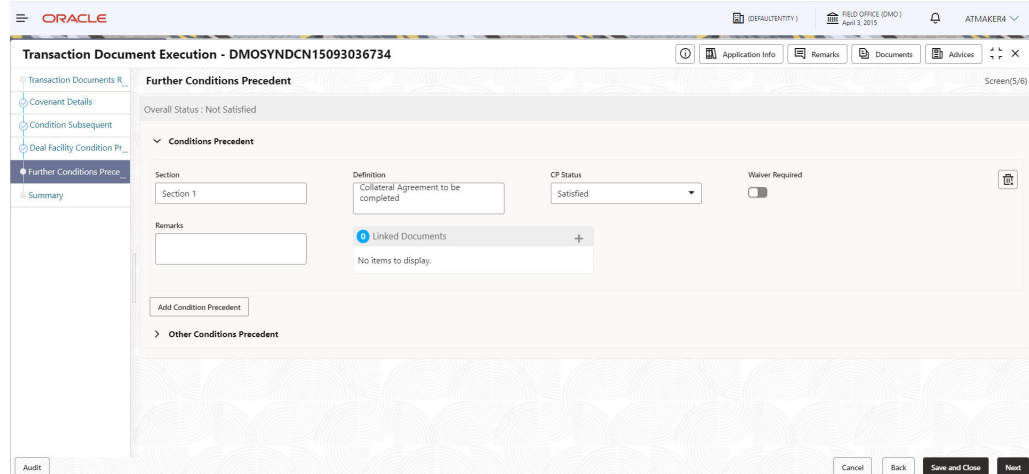 ORACLE
(DEFAULTENTITY )
FIELD OFFICE (DMO )
April 3, 2015
ATMAKER4
Transaction Document Execution - DMOSYNDCN15093036734
Application Info
Remarks
Documents
Advices
Transaction Documents R...
Further Conditions Precedent
Screen(5/6)
Covenant Details
Condition Subsequent
Deal Facility Condition Pr...
Further Conditions Prece...
Summary
Overall Status : Not Satisfied
Conditions Precedent
Section
Definition
CP Status
Waiver Required
Section 1
Collateral Agreement to be
completed
Satisfied
Remarks
0 Linked Documents
No items to display.
Add Condition Precedent
Other Conditions Precedent
Audit
Cancel
Back
Save and Close
Next